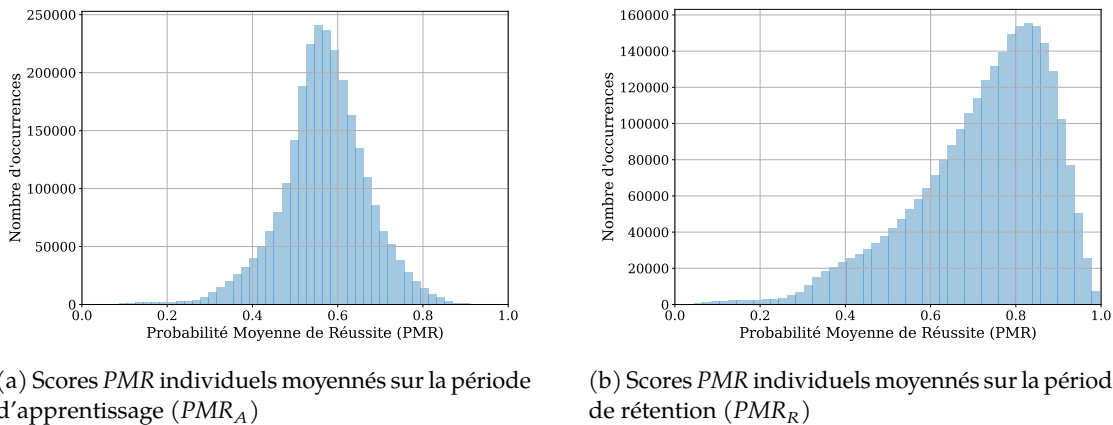 250000
200000
150000
100000
50000
0
Nombre d'occurrences
0.0 0.2 0.4 0.6 0.8 1.0
Probabilité Moyenne de Réussite (PMR)
160000
140000
120000
100000
80000
60000
40000
20000
0
Nombre d'occurrences
0.0 0.2 0.4 0.6 0.8 1.0
Probabilité Moyenne de Réussite (PMR)
(a) Scores PMR individuels moyennés sur la période
d'apprentissage (PMR_A)
(b) Scores PMR individuels moyennés sur la périod
de rétention (PMR_R)